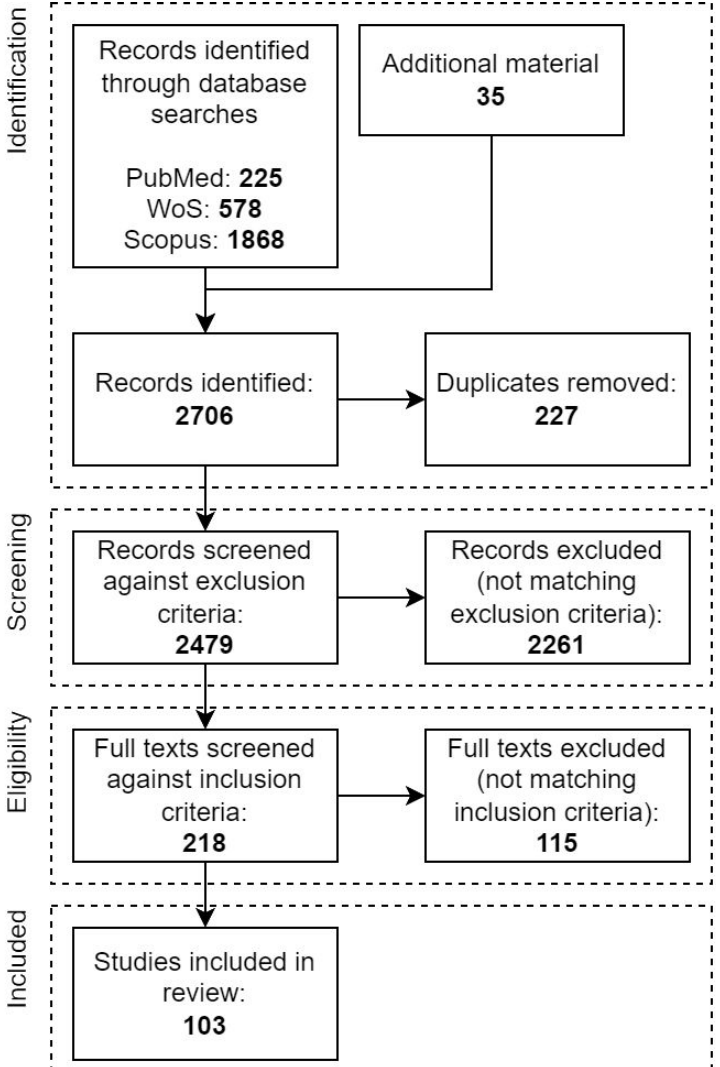 Identification
Records identified
through database
searches
PubMed: 225
WoS: 578
Scopus: 1868
Additional material
35
Records identified:
2706
Duplicates removed:
227
Screening
Records screened
against exclusion
criteria:
2479
Records excluded
(not matching
exclusion criteria):
2261
Eligibility
Full texts screened
against inclusion
criteria:
218
Full texts excluded
(not matching
inclusion criteria):
115
Included
Studies included in
review:
103